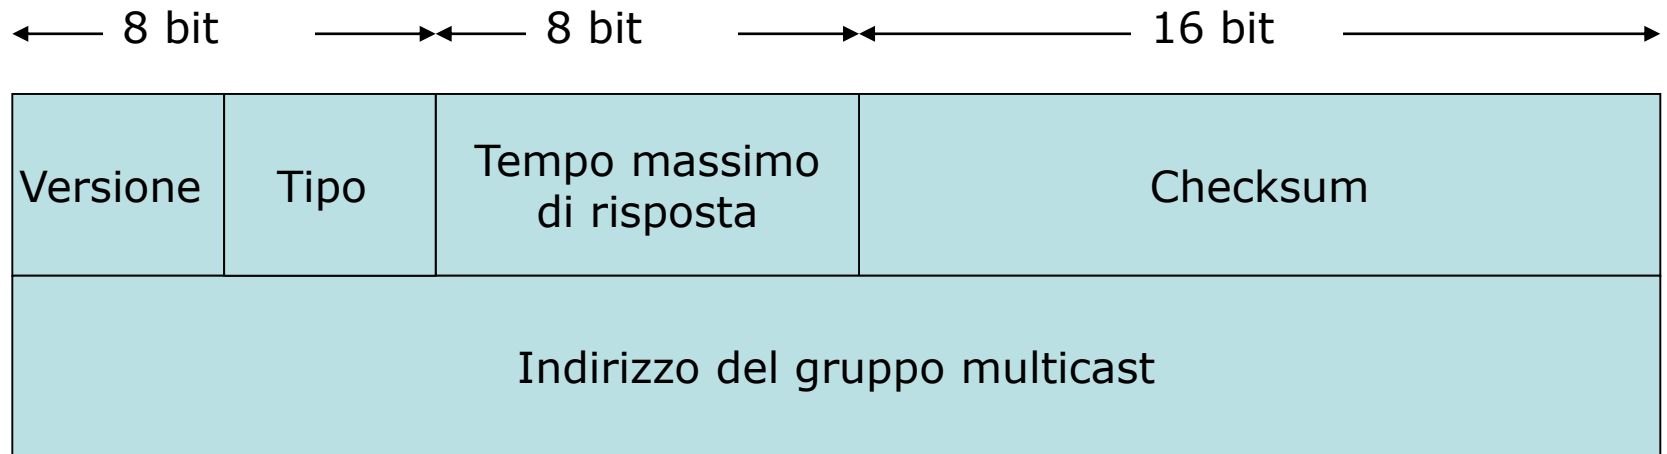 8 bit 8 bit 16 bit
Versione Tipo Tempo massimo di risposta Checksum
Indirizzo del gruppo multicast